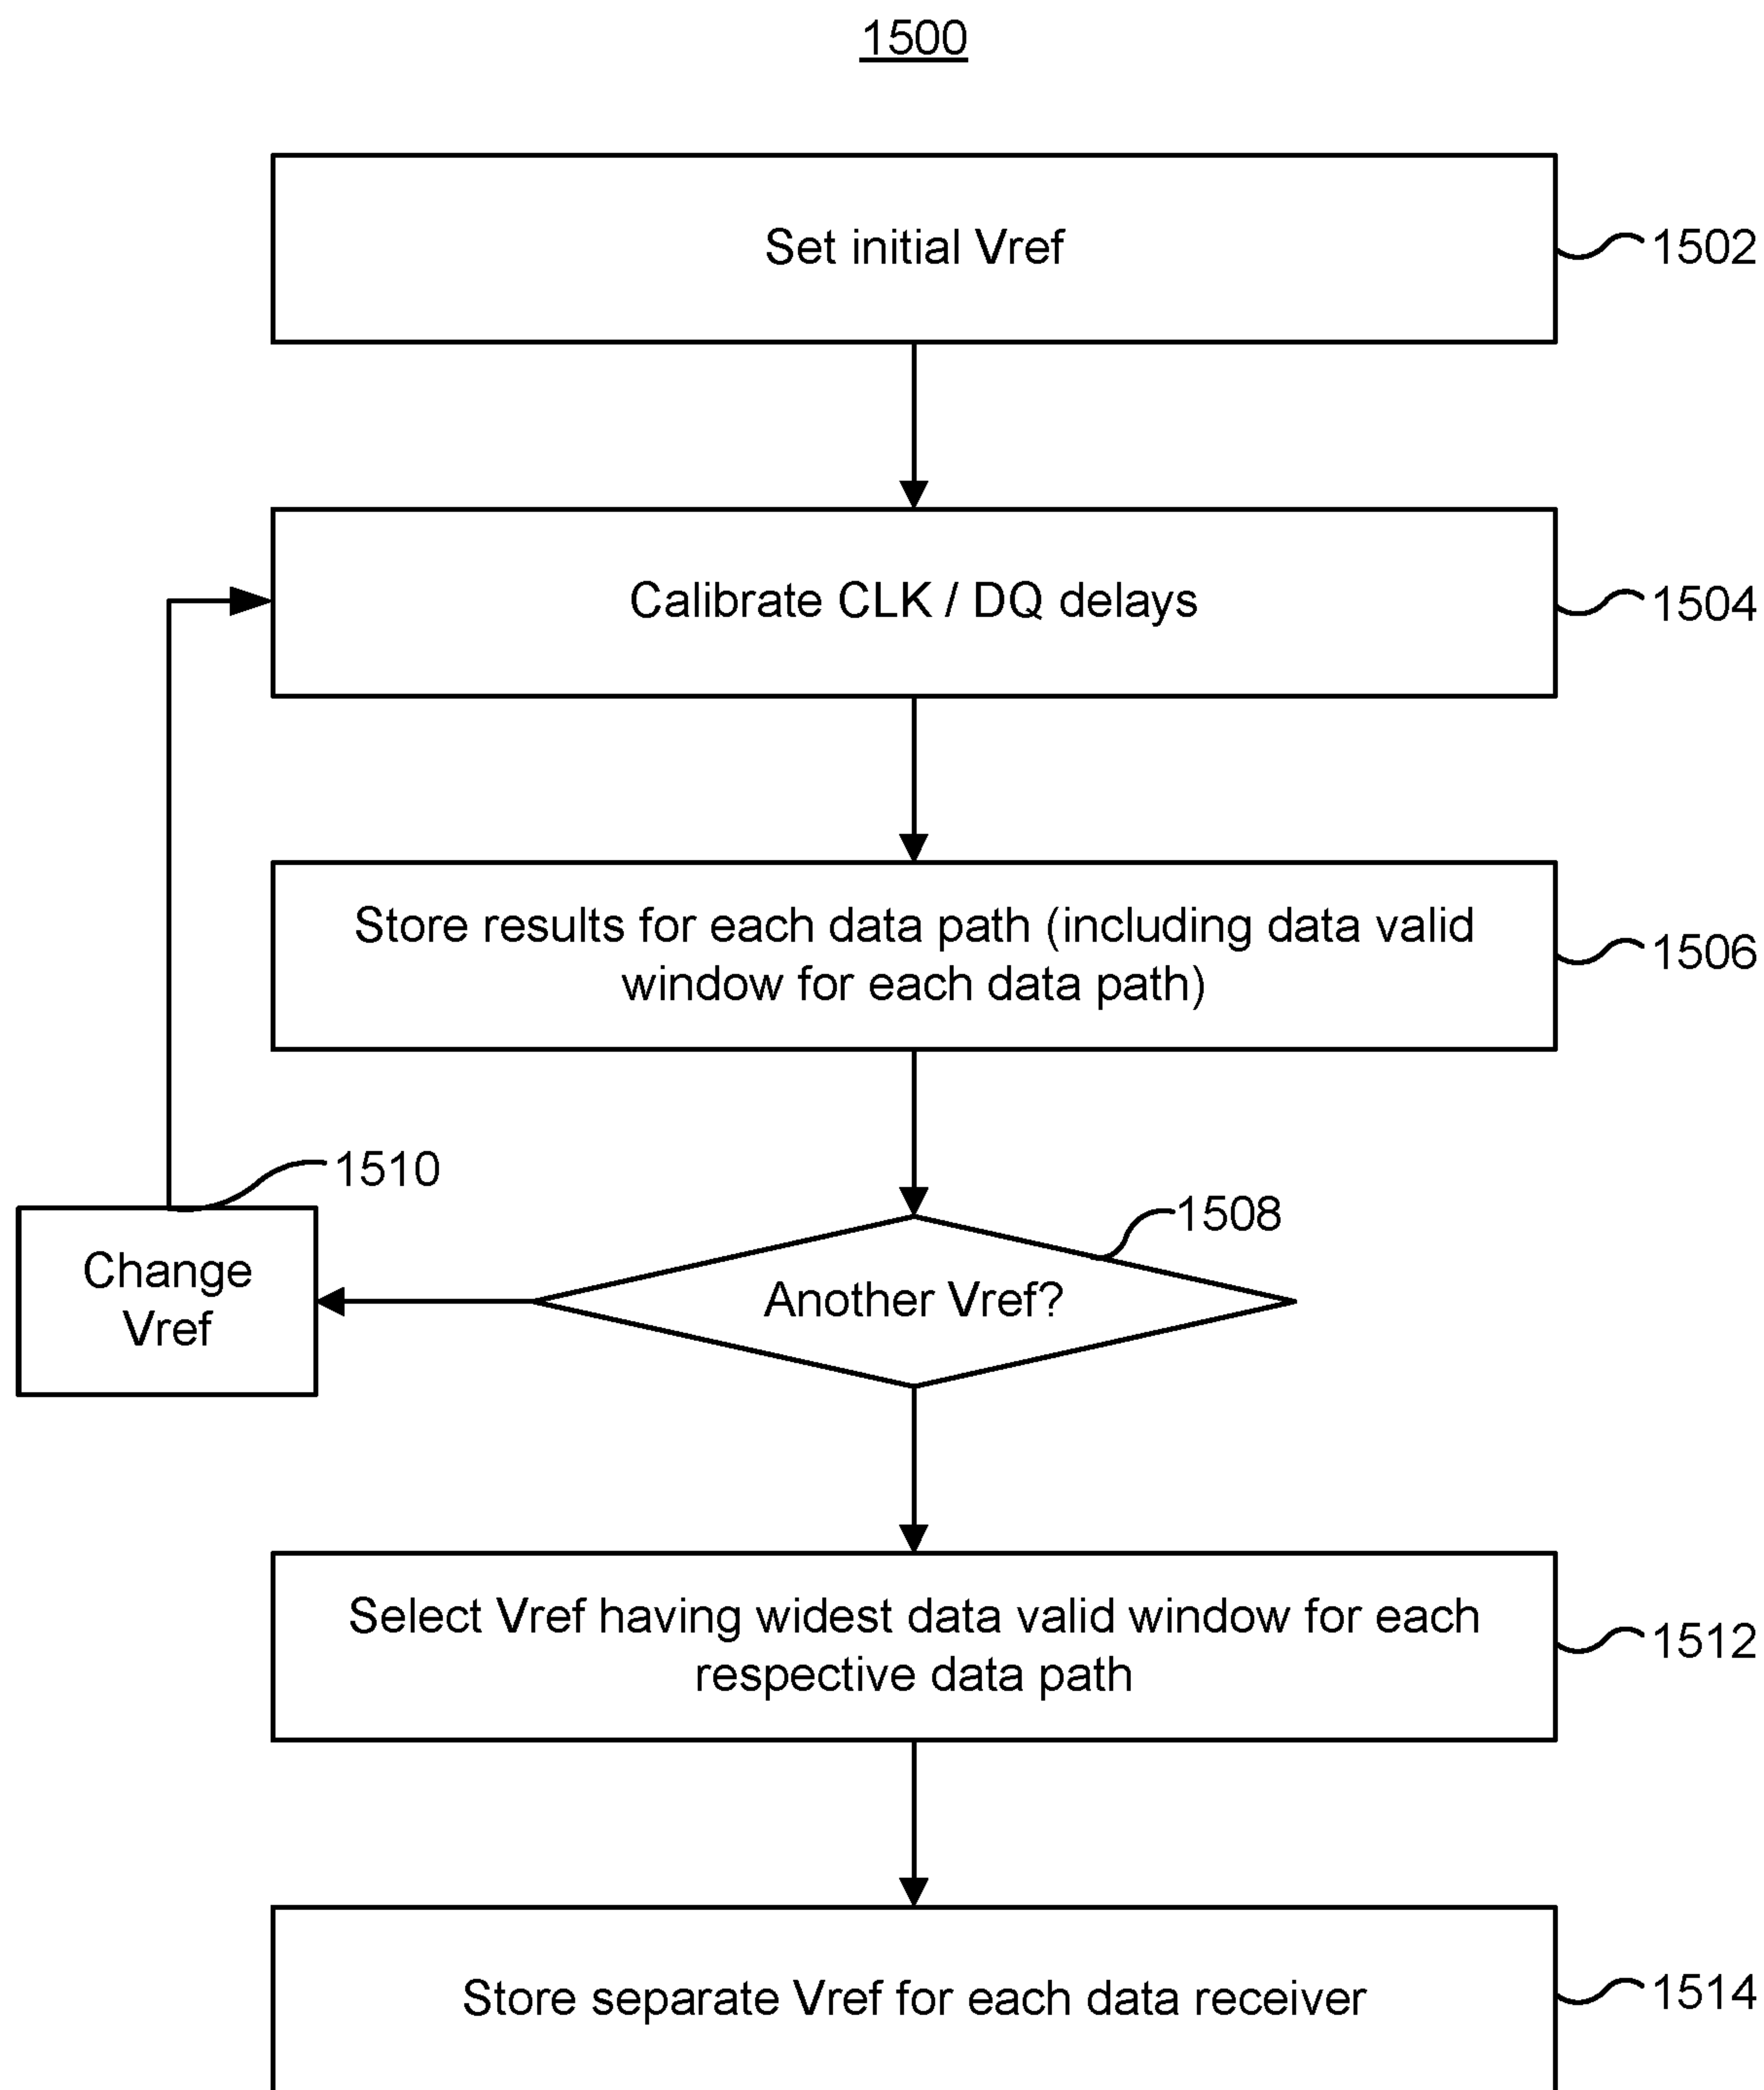 1500
Set initial Vref
1502
Calibrate CLK / DQ delays
1504
Store results for each data path (including data valid
window for each data path)
1506
1510
Change
Vref
1508
Another Vref?
Select Vref having widest data valid window for each
respective data path
1512
Store separate Vref for each data receiver
1514